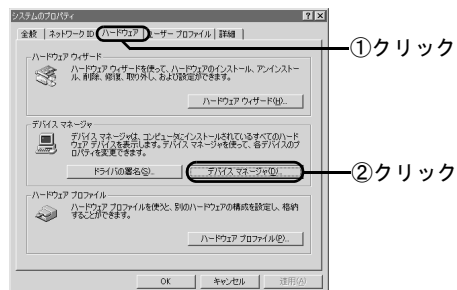 システムのプロパティ
全般 ネットワーク ID ハードウェア ユーザー プロファイル 詳細
①クリック
ハードウェア ウィザード
ハードウェア ウィザードを使って、ハードウェアのインストール、アンインストー
ル、削除、修復、取り外し、および設定ができます。
ハードウェア ウィザード(H)...
デバイス マネージャ
デバイス マネージャは、コンピュータにインストールされているすべてのハード
ウェア デバイスを表示します。デバイス マネージャを使って、各デバイスのプ
ロパティを変更できます。
ドライバの署名(S)...
デバイス マネージャ(D)...
②クリック
ハードウェア プロファイル
ハードウェア プロファイルを使うと、別のハードウェアの構成を設定し、格納
することができます。
ハードウェア プロファイル(P)...
OK
キャンセル
適用(A)